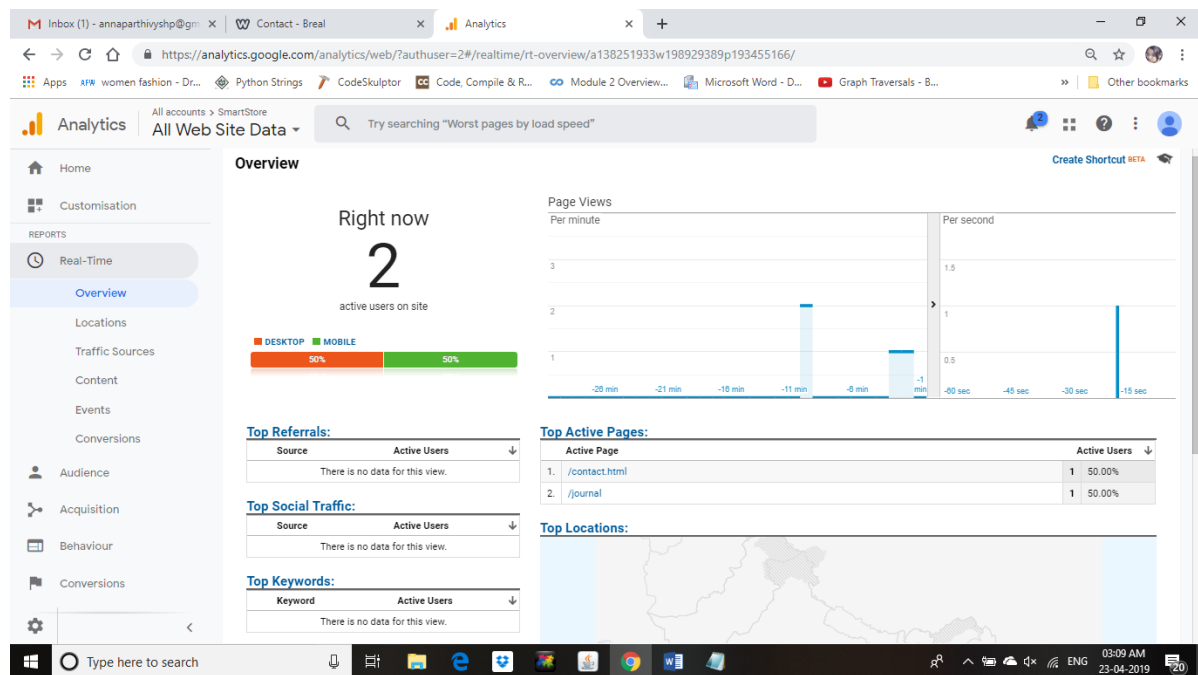 Inbox (1) - annaparthivyshp@gm
Contact - Breal
Analytics
https://analytics.google.com/analytics/web/?authuser=2#/realtime/rt-overview/a138251933w198929389p193455166/
Apps
AFW women fashion - Dr...
Python Strings
CodeSkulptor
CC Code, Compile & R...
Module 2 Overview...
Microsoft Word - D...
Graph Traversals - B...
»
Other bookmarks
Analytics
All accounts > SmartStore
All Web Site Data
Try searching "Worst pages by load speed"
2
Home
Customisation
REPORTS
Real-Time
Overview
Locations
Traffic Sources
Content
Events
Conversions
Audience
Acquisition
Behaviour
Conversions
Overview
Create Shortcut BETA
Right now
2
active users on site
DESKTOP MOBILE
50% 50%
Page Views
Per minute
3
2
1
-26 min -21 min -16 min -11 min -6 min -1 min
Per second
1.5
1
0.5
-60 sec -45 sec -30 sec -15 sec
Top Referrals:
Source Active Users
There is no data for this view.
Top Social Traffic:
Source Active Users
There is no data for this view.
Top Keywords:
Keyword Active Users
There is no data for this view.
Top Active Pages:
Active Page Active Users
1. /contact.html 1 50.00%
2. /journal 1 50.00%
Top Locations:
Type here to search
ENG
03:09 AM
23-04-2019
20